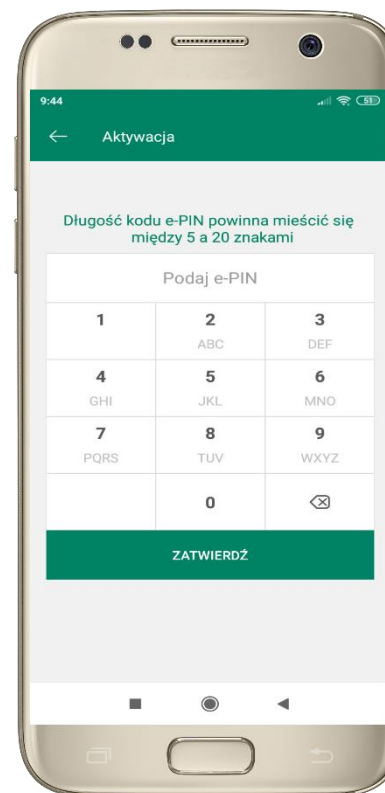 9:44
51
Aktywacja
Długość kodu e-PIN powinna mieścić się
między 5 a 20 znakami
Podaj e-PIN
1 2 3
ABC DEF
4 5 6
GHI JKL MNO
7 8 9
PQRS TUV WXYZ
0
ZATWIERDŹ